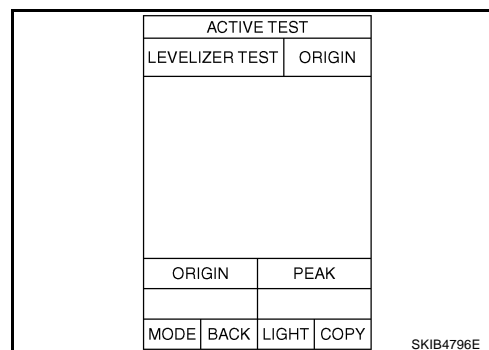 ACTIVE TEST
LEVELIZER TEST ORIGIN
ORIGIN PEAK
MODE BACK LIGHT COPY
SKIB4796E